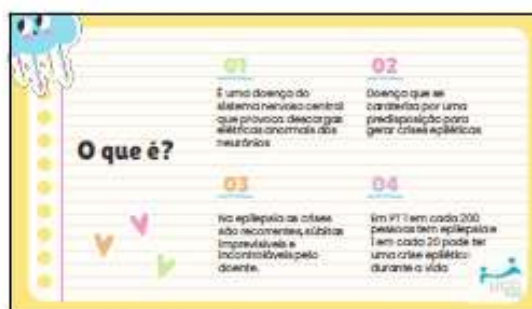 O que é?
01
É uma doença do
sistema nervoso central
que provoca descargas
elétricas anormais dos
neurónios
02
Doença que se
carateriza por uma
predisposição para
gerar crises epiléticas
03
Na epilepsia as crises
são recorrentes, súbitas
imprevisíveis e
incontroláveis pelo
doente.
04
Em PT 1 em cada 200
pessoas tem epilepsia e
1 em cada 20 pode ter
uma crise epilética
durante a vida